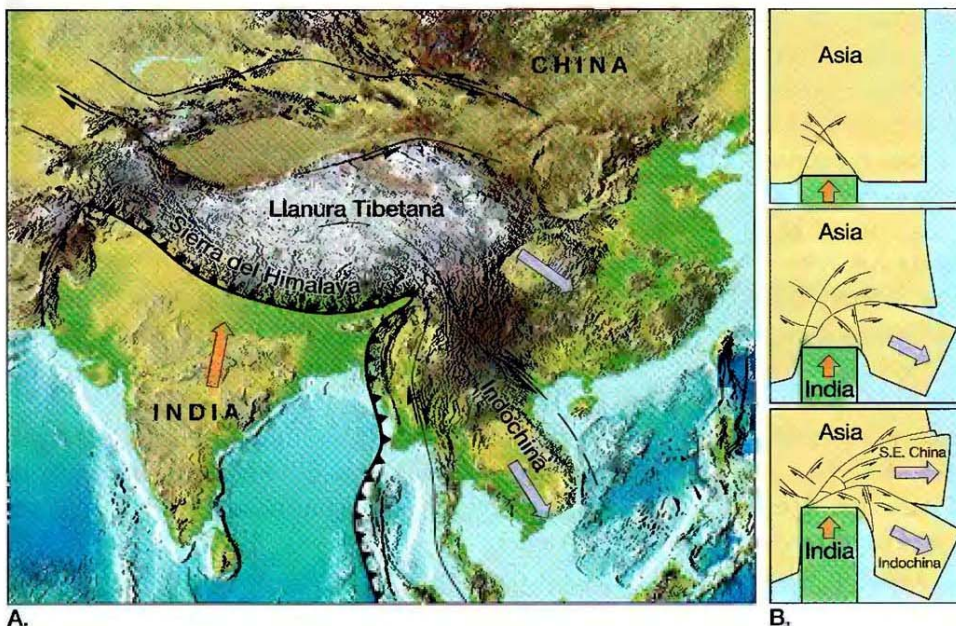 CHINA
Llanura Tibetana
Sierra del Himalaya
INDIA
Indochina
A.
Asia
Asia
India
Asia
S.E. China
India
Indochina
B.